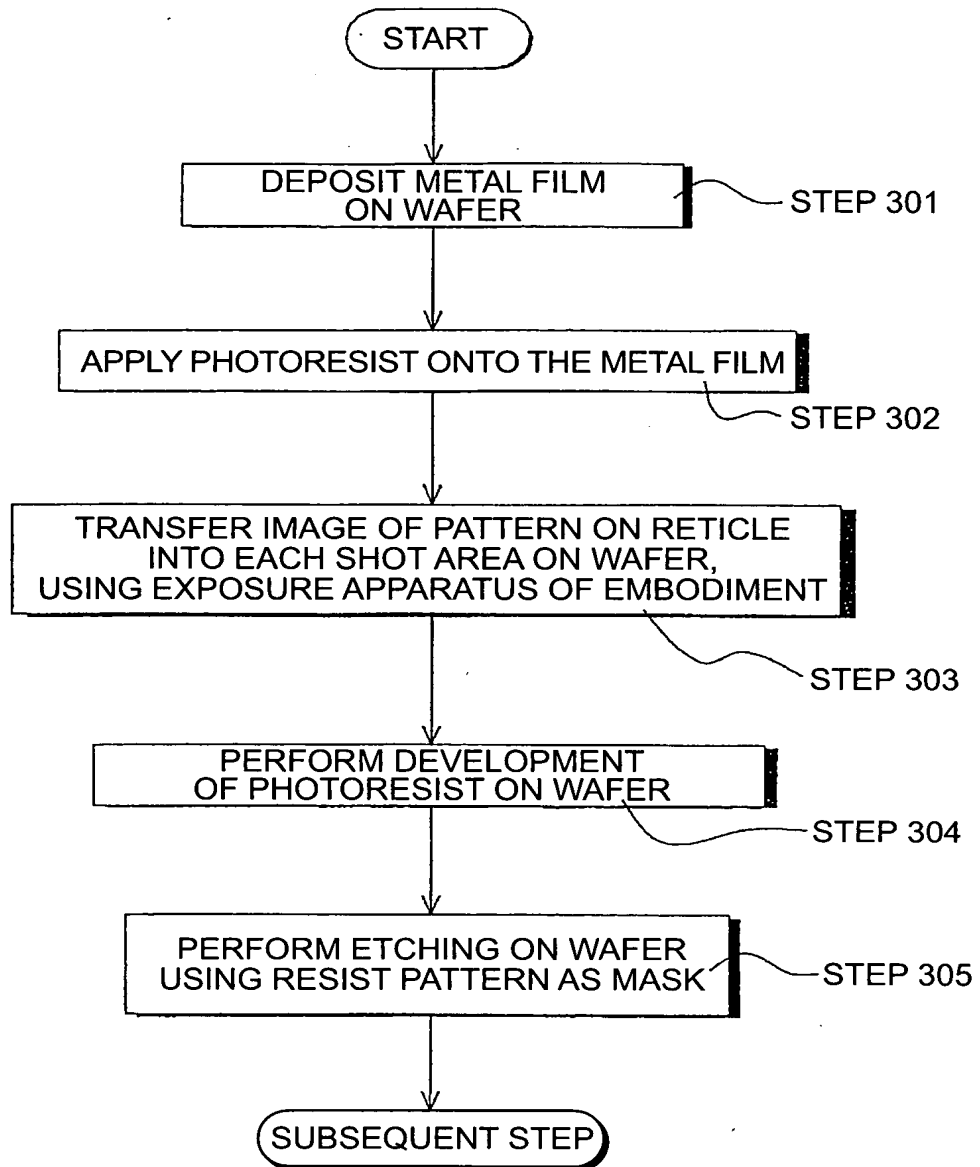 START
DEPOSIT METAL FILM
ON WAFER
STEP 301
APPLY PHOTORESIST ONTO THE METAL FILM
STEP 302
TRANSFER IMAGE OF PATTERN ON RETICLE
INTO EACH SHOT AREA ON WAFER,
USING EXPOSURE APPARATUS OF EMBODIMENT
STEP 303
PERFORM DEVELOPMENT
OF PHOTORESIST ON WAFER
STEP 304
PERFORM ETCHING ON WAFER
USING RESIST PATTERN AS MASK
STEP 305
SUBSEQUENT STEP